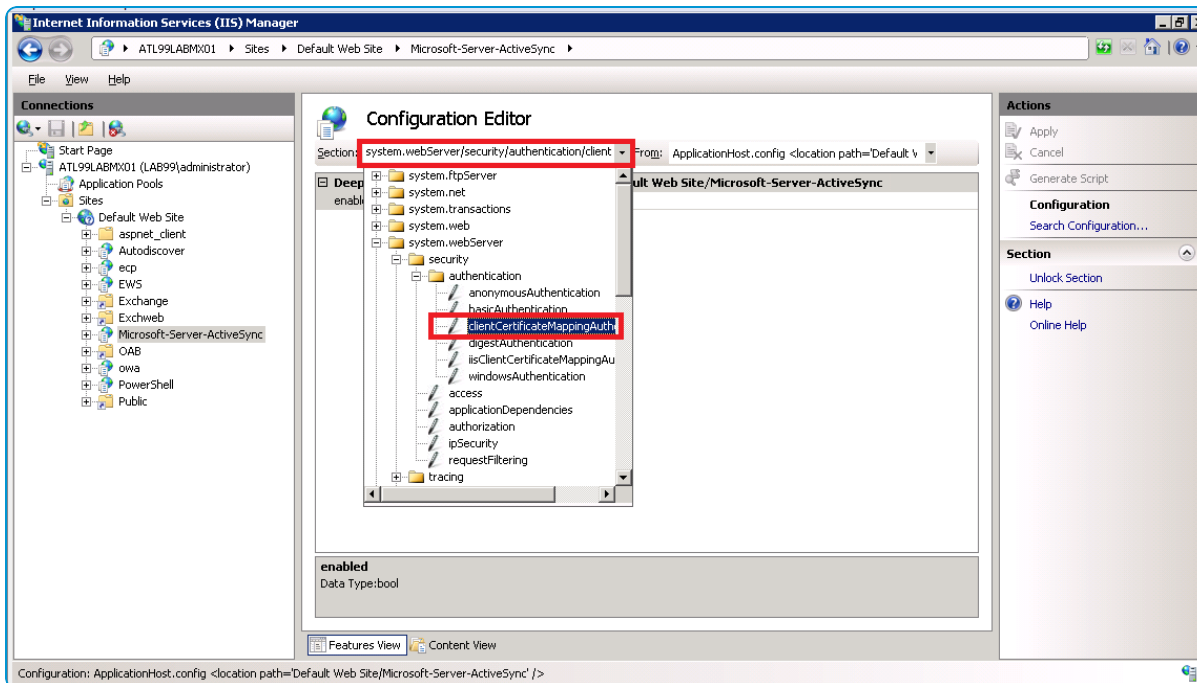 Internet Information Services (IIS) Manager
ATL99LABMX01 Sites Default Web Site Microsoft-Server-ActiveSync
File View Help
Connections
Start Page
ATL99LABMX01 (LAB99\administrator)
Application Pools
Sites
Default Web Site
aspnet_client
Autodiscover
ecp
EWS
Exchange
Exchweb
Microsoft-Server-ActiveSync
OAB
owa
PowerShell
Public
Configuration Editor
Section: system.webServer/security/authentication/client From: ApplicationHost.config <location path='Default
Deep ult Web Site/Microsoft-Server-ActiveSync
enabl
system.ftpServer
system.net
system.transactions
system.web
system.webServer
security
authentication
anonymousAuthentication
basicAuthentication
clientCertificateMappingAuthe
digestAuthentication
iisClientCertificateMappingAu
windowsAuthentication
access
applicationDependencies
authorization
ipSecurity
requestFiltering
tracing
enabled
Data Type:bool
Features View Content View
Actions
Apply
Cancel
Generate Script
Configuration
Search Configuration...
Section
Unlock Section
Help
Online Help
Configuration: ApplicationHost.config <location path='Default Web Site/Microsoft-Server-ActiveSync' />